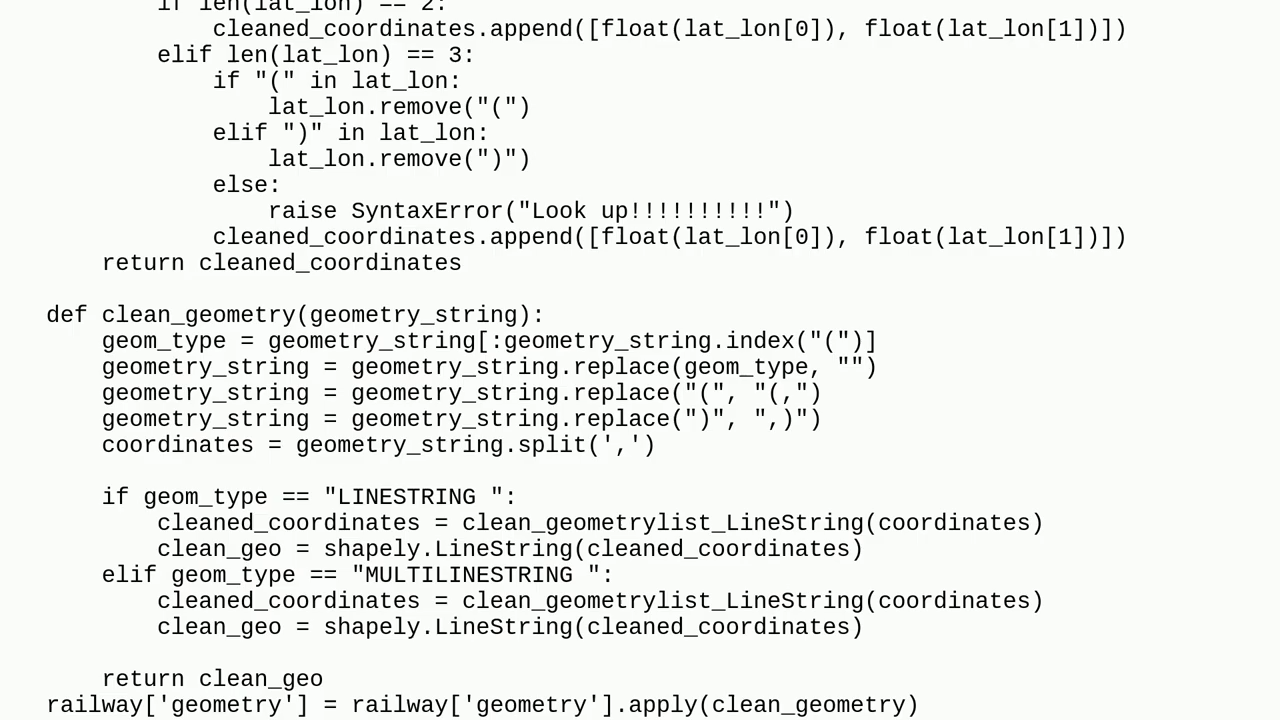 if len(lat_lon) == 2:
cleaned_coordinates.append([float(lat_lon[0]), float(lat_lon[1])])
elif len(lat_lon) == 3:
if "(" in lat_lon:
lat_lon.remove("(")
elif ")" in lat_lon:
lat_lon.remove(")")
else:
raise SyntaxError("Look up!!!!!!!!!!")
cleaned_coordinates.append([float(lat_lon[0]), float(lat_lon[1])])
return cleaned_coordinates
def clean_geometry(geometry_string):
geom_type = geometry_string[:geometry_string.index("(")]
geometry_string = geometry_string.replace(geom_type, "")
geometry_string = geometry_string.replace("(", "(,")
geometry_string = geometry_string.replace(")", ",)")
coordinates = geometry_string.split(',')
if geom_type == "LINESTRING ":
cleaned_coordinates = clean_geometrylist_LineString(coordinates)
clean_geo = shapely.LineString(cleaned_coordinates)
elif geom_type == "MULTILINESTRING ":
cleaned_coordinates = clean_geometrylist_LineString(coordinates)
clean_geo = shapely.LineString(cleaned_coordinates)
return clean_geo
railway['geometry'] = railway['geometry'].apply(clean_geometry)